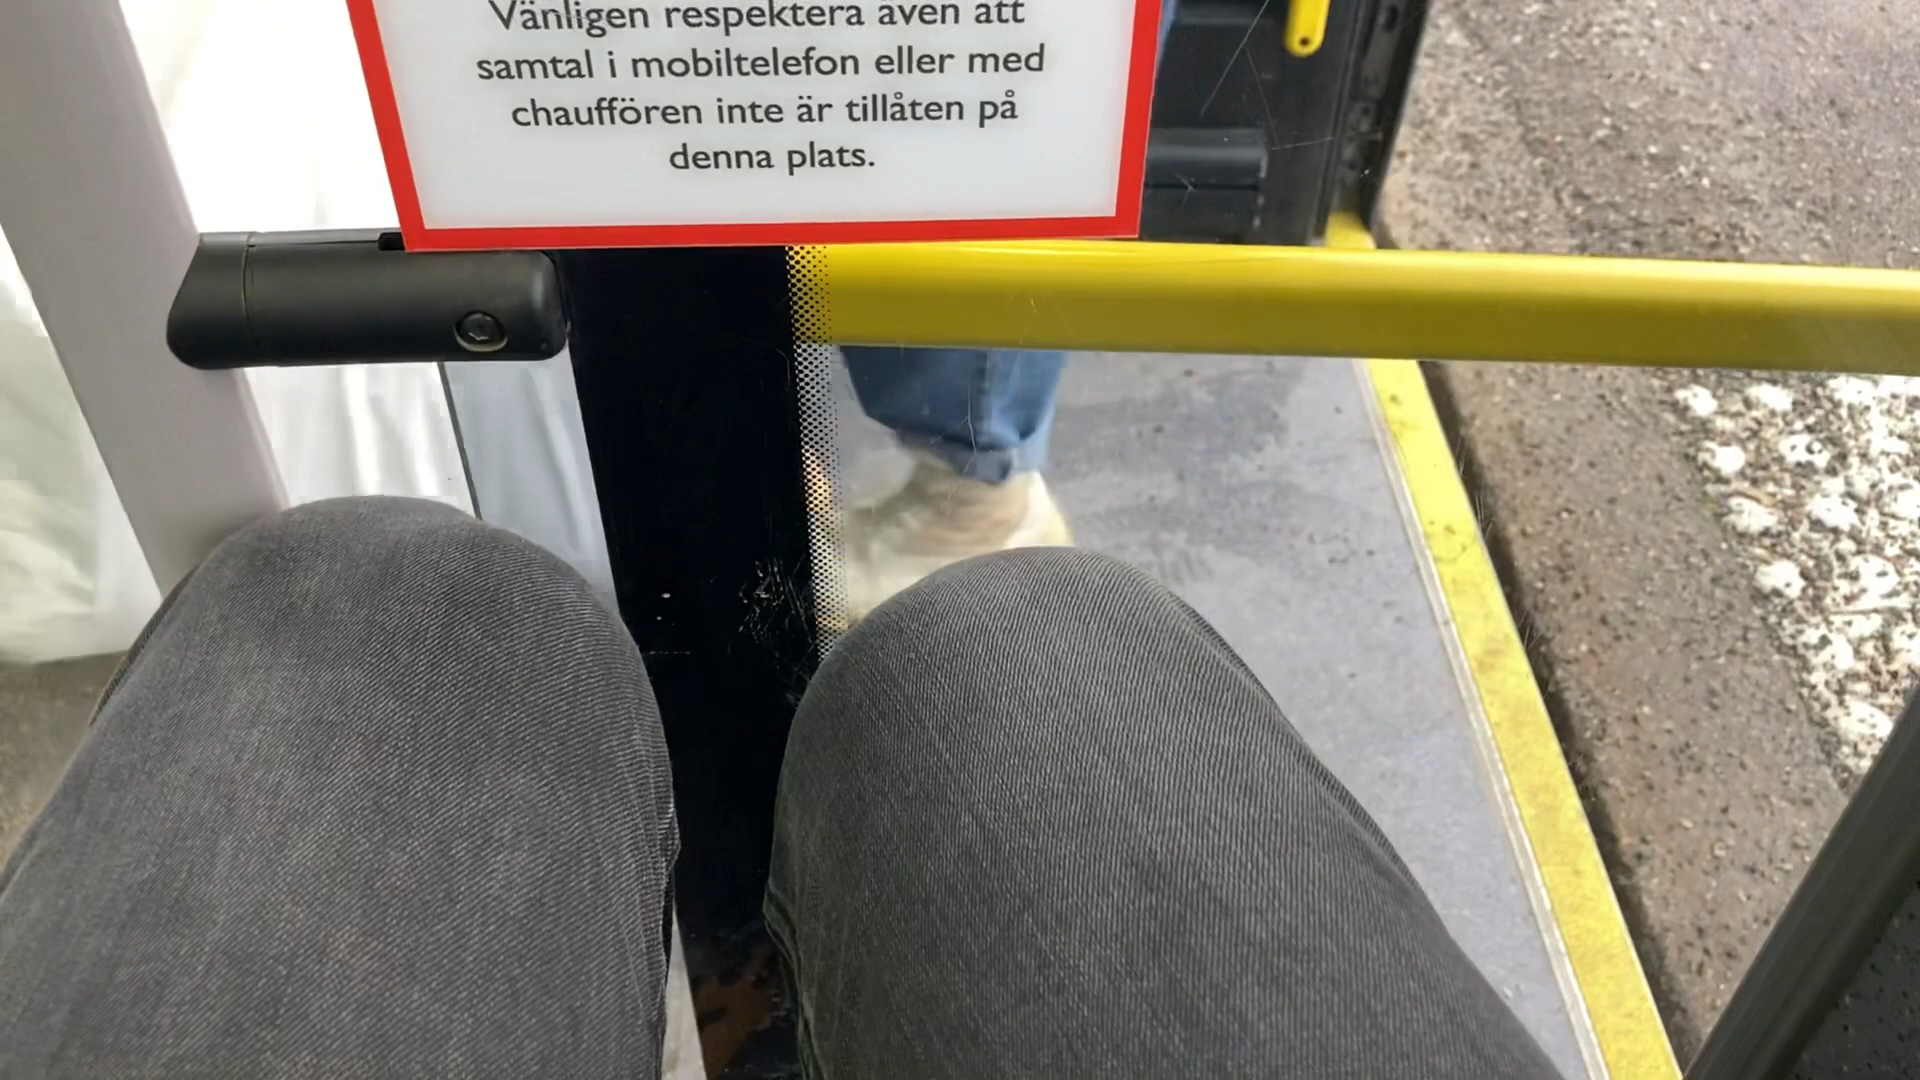 Vänligen respektera även att
samtal i mobiltelefon eller med
chauffören inte är tillåten på
denna plats.